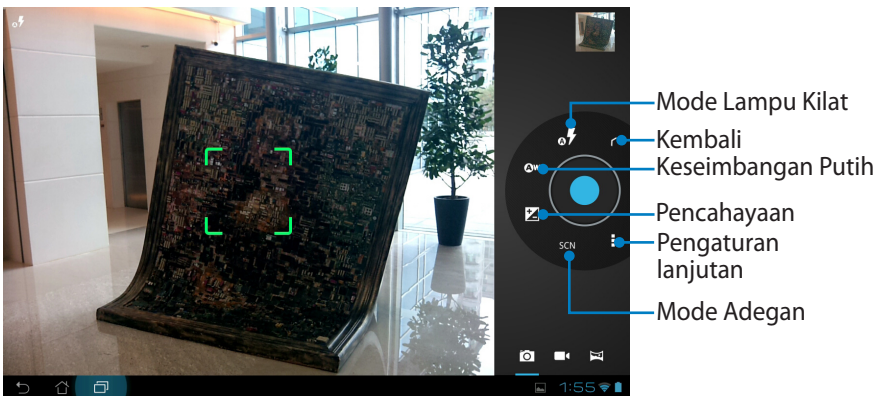 Mode Lampu Kilat
Kembali
Keseimbangan Putih
Pencahayaan
Pengaturan
lanjutan
SCN
Mode Adegan
1:55